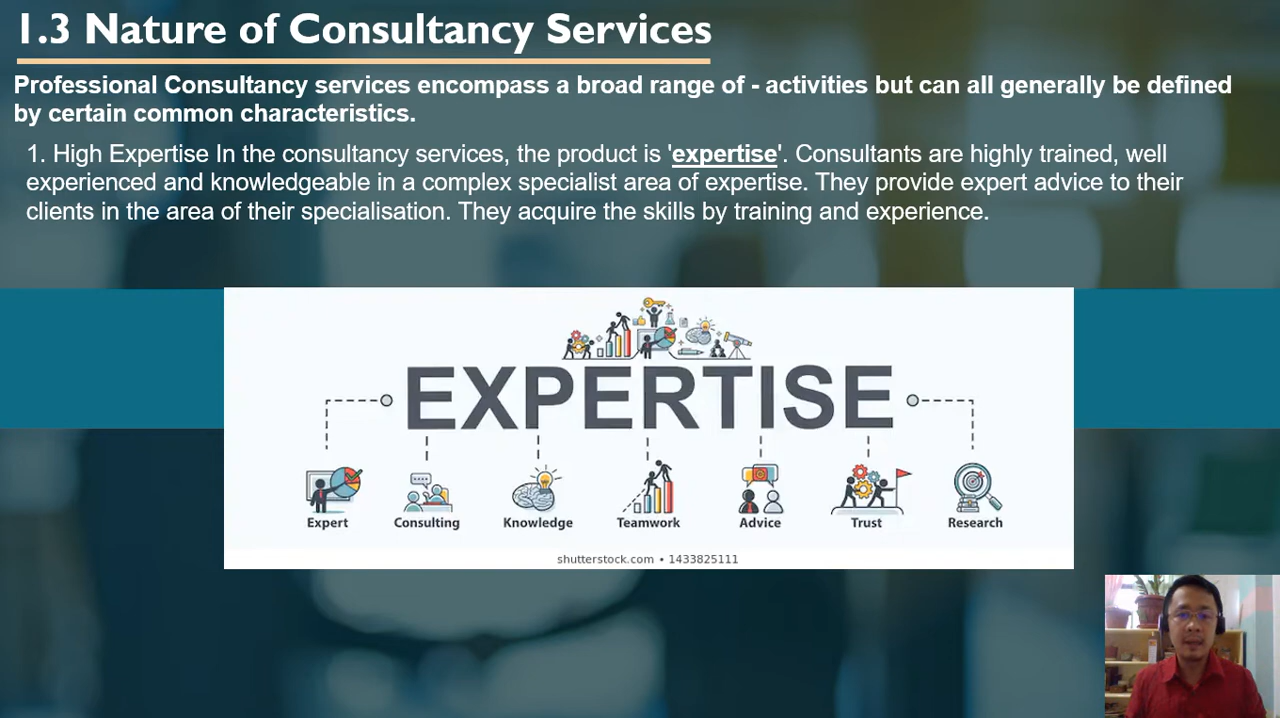 1.3 Nature of Consultancy Services
Professional Consultancy services encompass a broad range of - activities but can all generally be defined
by certain common characteristics.
1. High Expertise In the consultancy services, the product is 'expertise'. Consultants are highly trained, well
experienced and knowledgeable in a complex specialist area of expertise. They provide expert advice to their
clients in the area of their specialisation. They acquire the skills by training and experience.
EXPERTISE
Expert Consulting Knowledge Teamwork Advice Trust Research
shutterstock.com • 1433825111